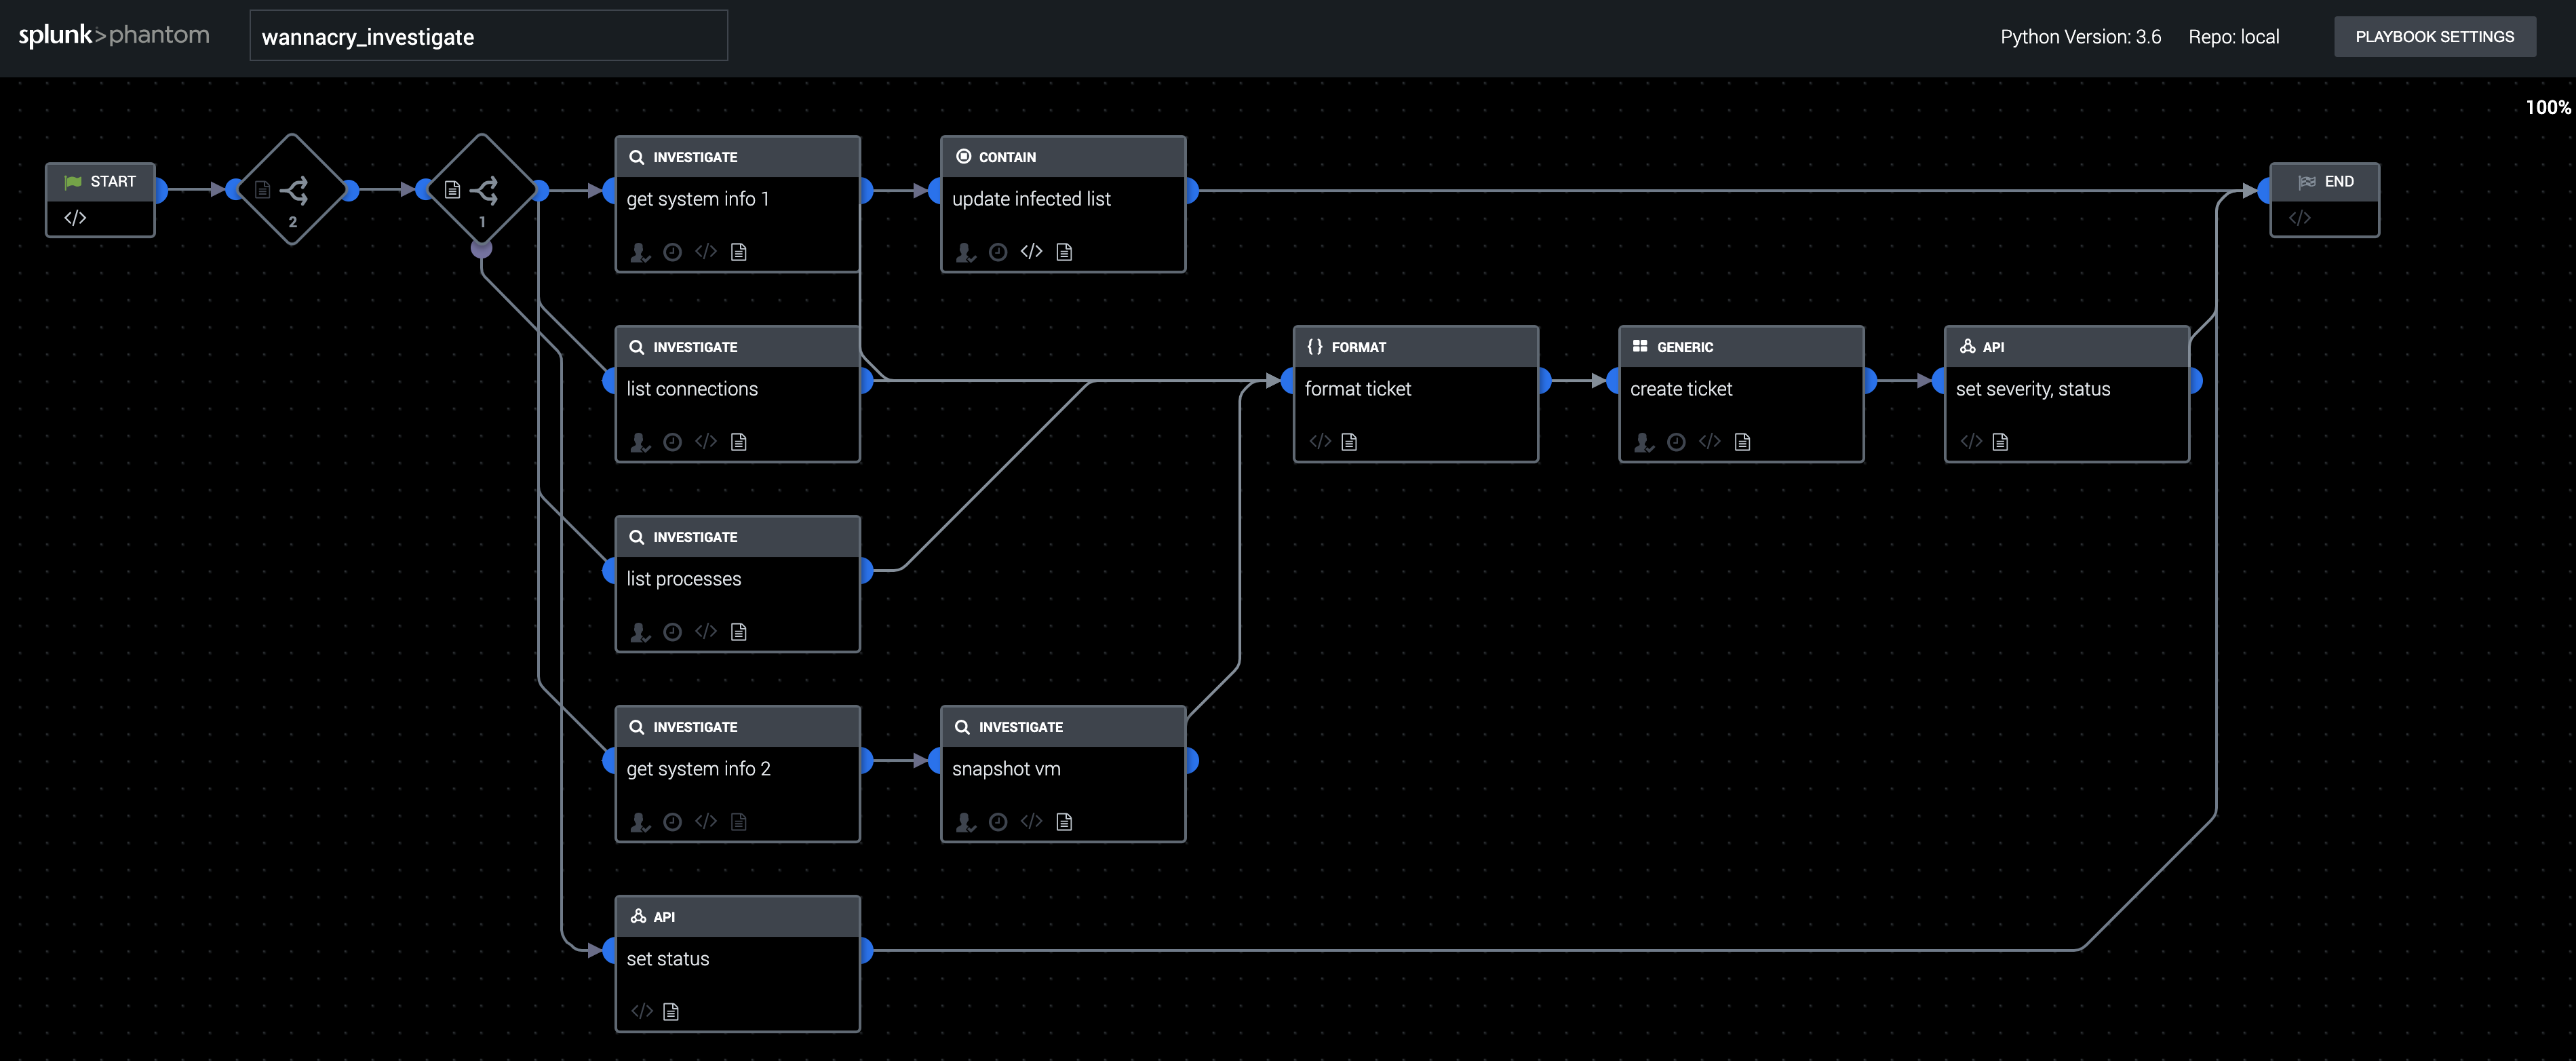 splunk>phantom
wannacry_investigate
Python Version: 3.6
Repo: local
PLAYBOOK SETTINGS
100%
START
</>
2
1
INVESTIGATE
get system info 1
</>
CONTAIN
update infected list
</>
END
</>
INVESTIGATE
list connections
</>
{} FORMAT
format ticket
</>
GENERIC
create ticket
</>
API
set severity, status
</>
INVESTIGATE
list processes
</>
INVESTIGATE
get system info 2
</>
INVESTIGATE
snapshot vm
</>
API
set status
</>